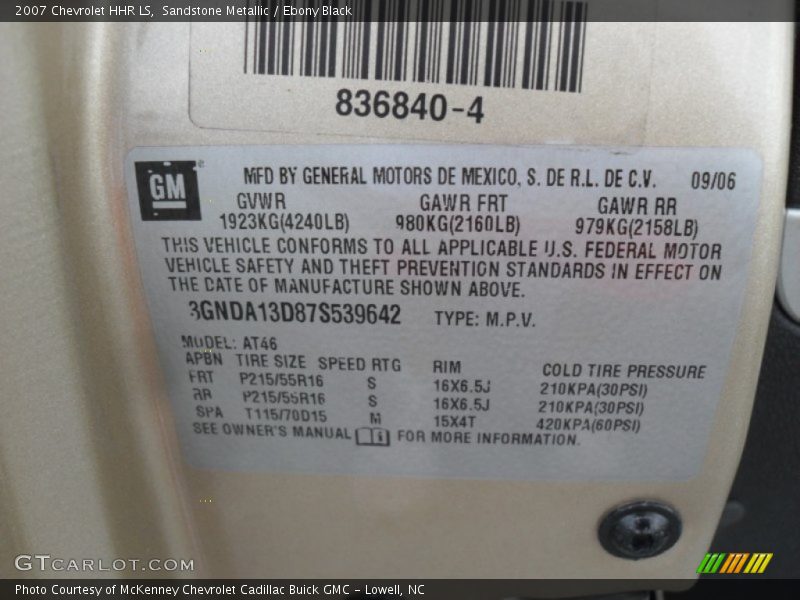 2007 Chevrolet HHR LS, Sandstone Metallic / Ebony Black
836840-4
GM
MFD BY GENERAL MOTORS DE MEXICO, S. DE R.L. DE C.V. 09/06
GVWR GAWR FRT GAWR RR
1923KG(4240LB) 980KG(2160LB) 979KG(2158LB)
THIS VEHICLE CONFORMS TO ALL APPLICABLE U.S. FEDERAL MOTOR
VEHICLE SAFETY AND THEFT PREVENTION STANDARDS IN EFFECT ON
THE DATE OF MANUFACTURE SHOWN ABOVE.
3GNDA13D87S539642 TYPE: M.P.V.
MODEL: AT46
APBN TIRE SIZE SPEED RTG RIM COLD TIRE PRESSURE
FRT P215/55R16 S 16X6.5J 210KPA(30PSI)
RR P215/55R16 S 16X6.5J 210KPA(30PSI)
SPA T115/70D15 M 15X4T 420KPA(60PSI)
SEE OWNER'S MANUAL FOR MORE INFORMATION.
GTCARLOT.COM
Photo Courtesy of McKenney Chevrolet Cadillac Buick GMC - Lowell, NC